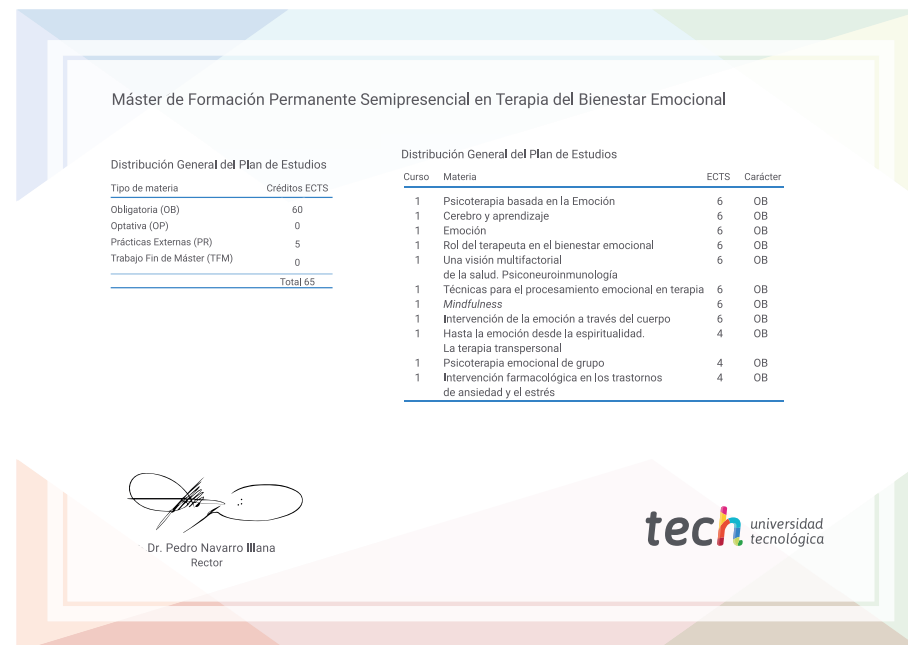 Máster de Formación Permanente Semipresencial en Terapia del Bienestar Emocional
Distribución General del Plan de Estudios
Tipo de materia Créditos ECTS
Obligatoria (OB) 60
Optativa (OP) 0
Prácticas Externas (PR) 5
Trabajo Fin de Máster (TFM) 0
Total 65
Distribución General del Plan de Estudios
Curso Materia ECTS Carácter
1 Psicoterapia basada en la Emoción 6 OB
1 Cerebro y aprendizaje 6 OB
1 Emoción 6 OB
1 Rol del terapeuta en el bienestar emocional 6 OB
1 Una visión multifactorial 6 OB
de la salud. Psiconeuroinmunología
1 Técnicas para el procesamiento emocional en terapia 6 OB
1 Mindfulness 6 OB
1 Intervención de la emoción a través del cuerpo 6 OB
1 Hasta la emoción desde la espiritualidad. 4 OB
La terapia transpersonal
1 Psicoterapia emocional de grupo 4 OB
1 Intervención farmacológica en los trastornos 4 OB
de ansiedad y el estrés
Dr. Pedro Navarro Illana
Rector
tech universidad
tecnológica